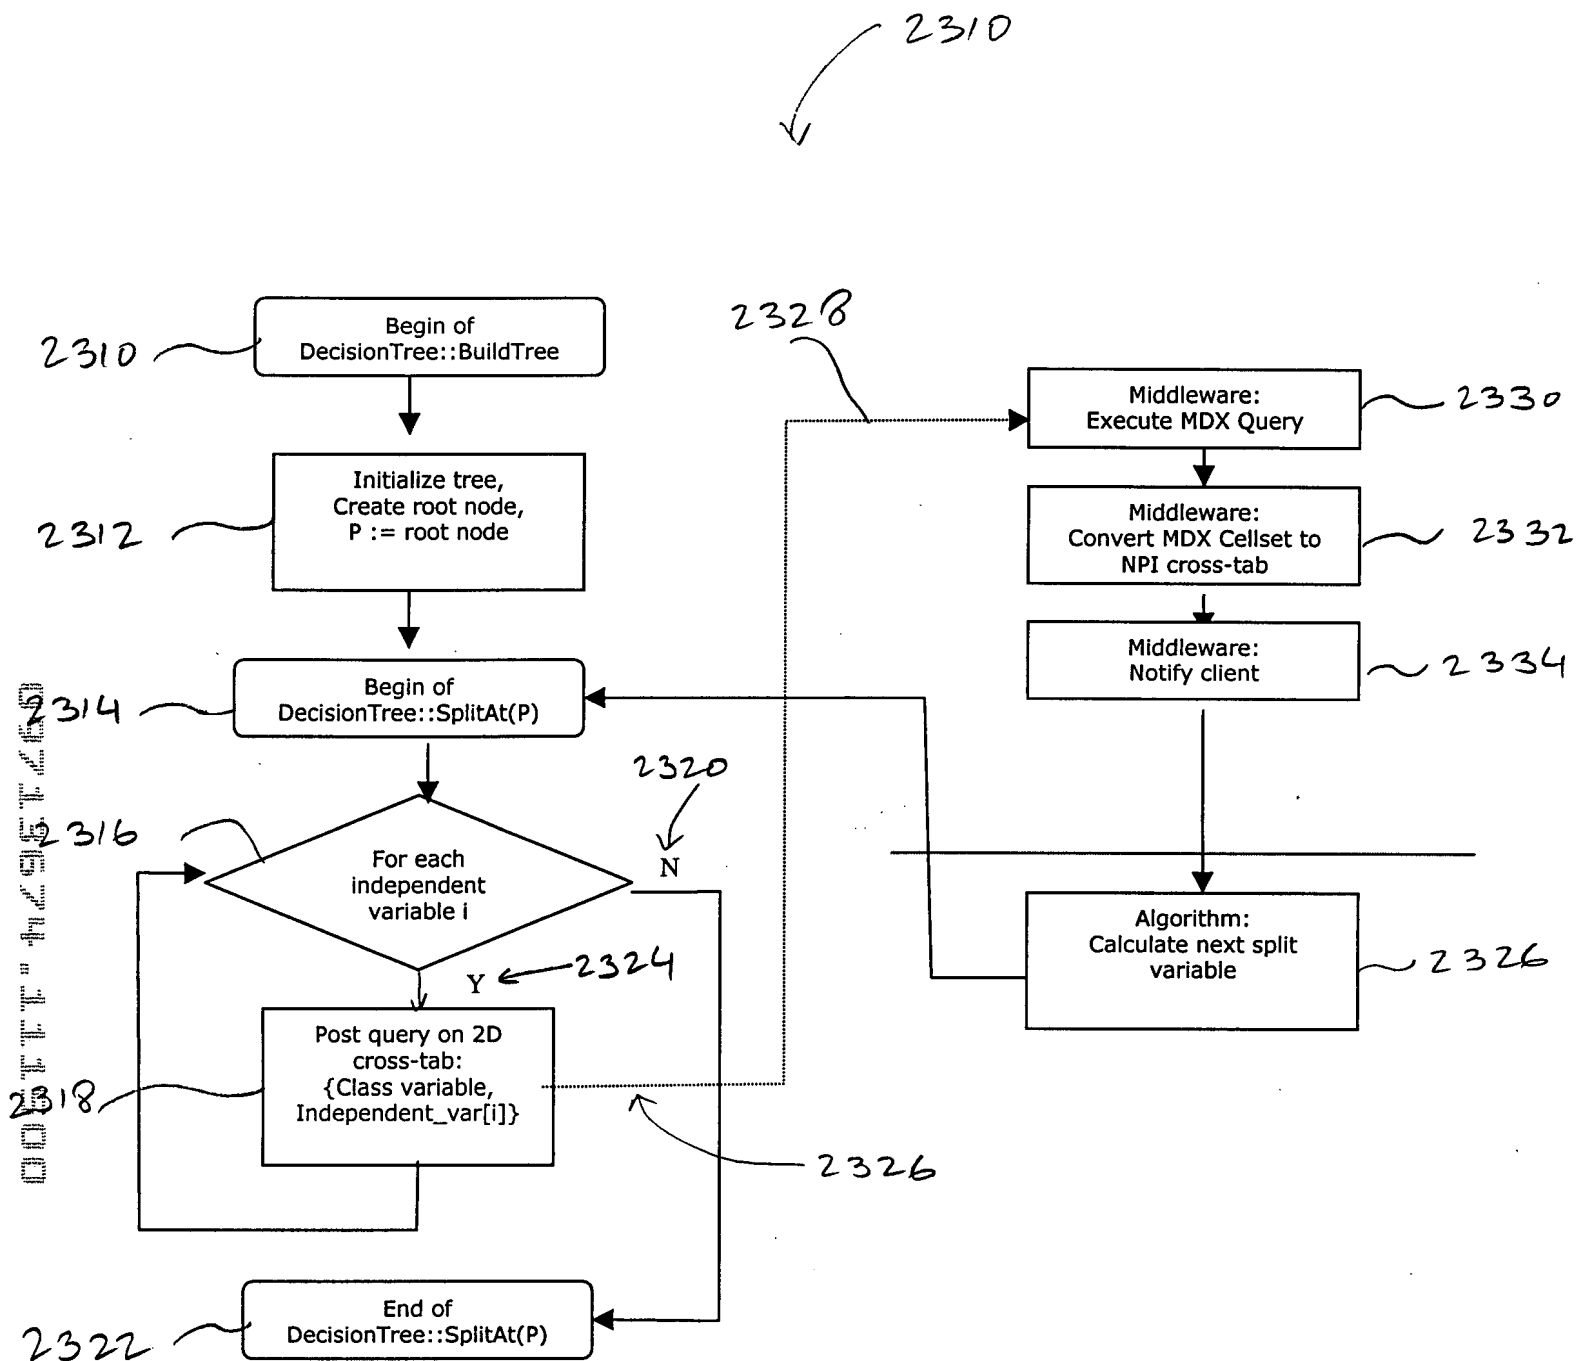 2310
2310
Begin of
DecisionTree::BuildTree
2312
Initialize tree,
Create root node,
P := root node
2314
Begin of
DecisionTree::SplitAt(P)
2316
For each
independent
variable i
2320
N
Y
2324
2318
Post query on 2D
cross-tab:
{Class variable,
Independent_var[i]}
2326
2322
End of
DecisionTree::SplitAt(P)
2328
Middleware:
Execute MDX Query
2330
Middleware:
Convert MDX Cellset to
NPI cross-tab
2332
Middleware:
Notify client
2334
Algorithm:
Calculate next split
variable
2326